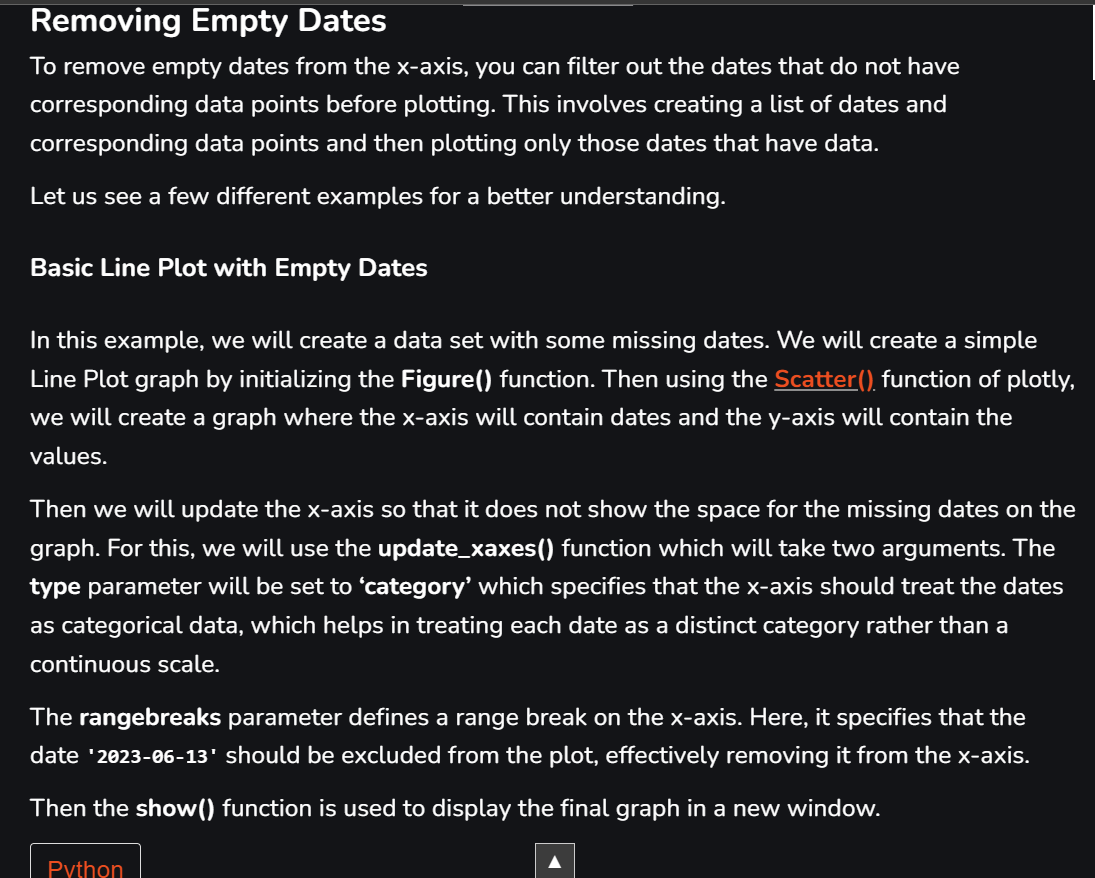 Removing Empty Dates
To remove empty dates from the x-axis, you can filter out the dates that do not have
corresponding data points before plotting. This involves creating a list of dates and
corresponding data points and then plotting only those dates that have data.
Let us see a few different examples for a better understanding.
Basic Line Plot with Empty Dates
In this example, we will create a data set with some missing dates. We will create a simple
Line Plot graph by initializing the Figure() function. Then using the Scatter() function of plotly,
we will create a graph where the x-axis will contain dates and the y-axis will contain the
values.
Then we will update the x-axis so that it does not show the space for the missing dates on the
graph. For this, we will use the update_xaxes() function which will take two arguments. The
type parameter will be set to ‘category’ which specifies that the x-axis should treat the dates
as categorical data, which helps in treating each date as a distinct category rather than a
continuous scale.
The rangebreaks parameter defines a range break on the x-axis. Here, it specifies that the
date '2023-06-13' should be excluded from the plot, effectively removing it from the x-axis.
Then the show() function is used to display the final graph in a new window.
Python